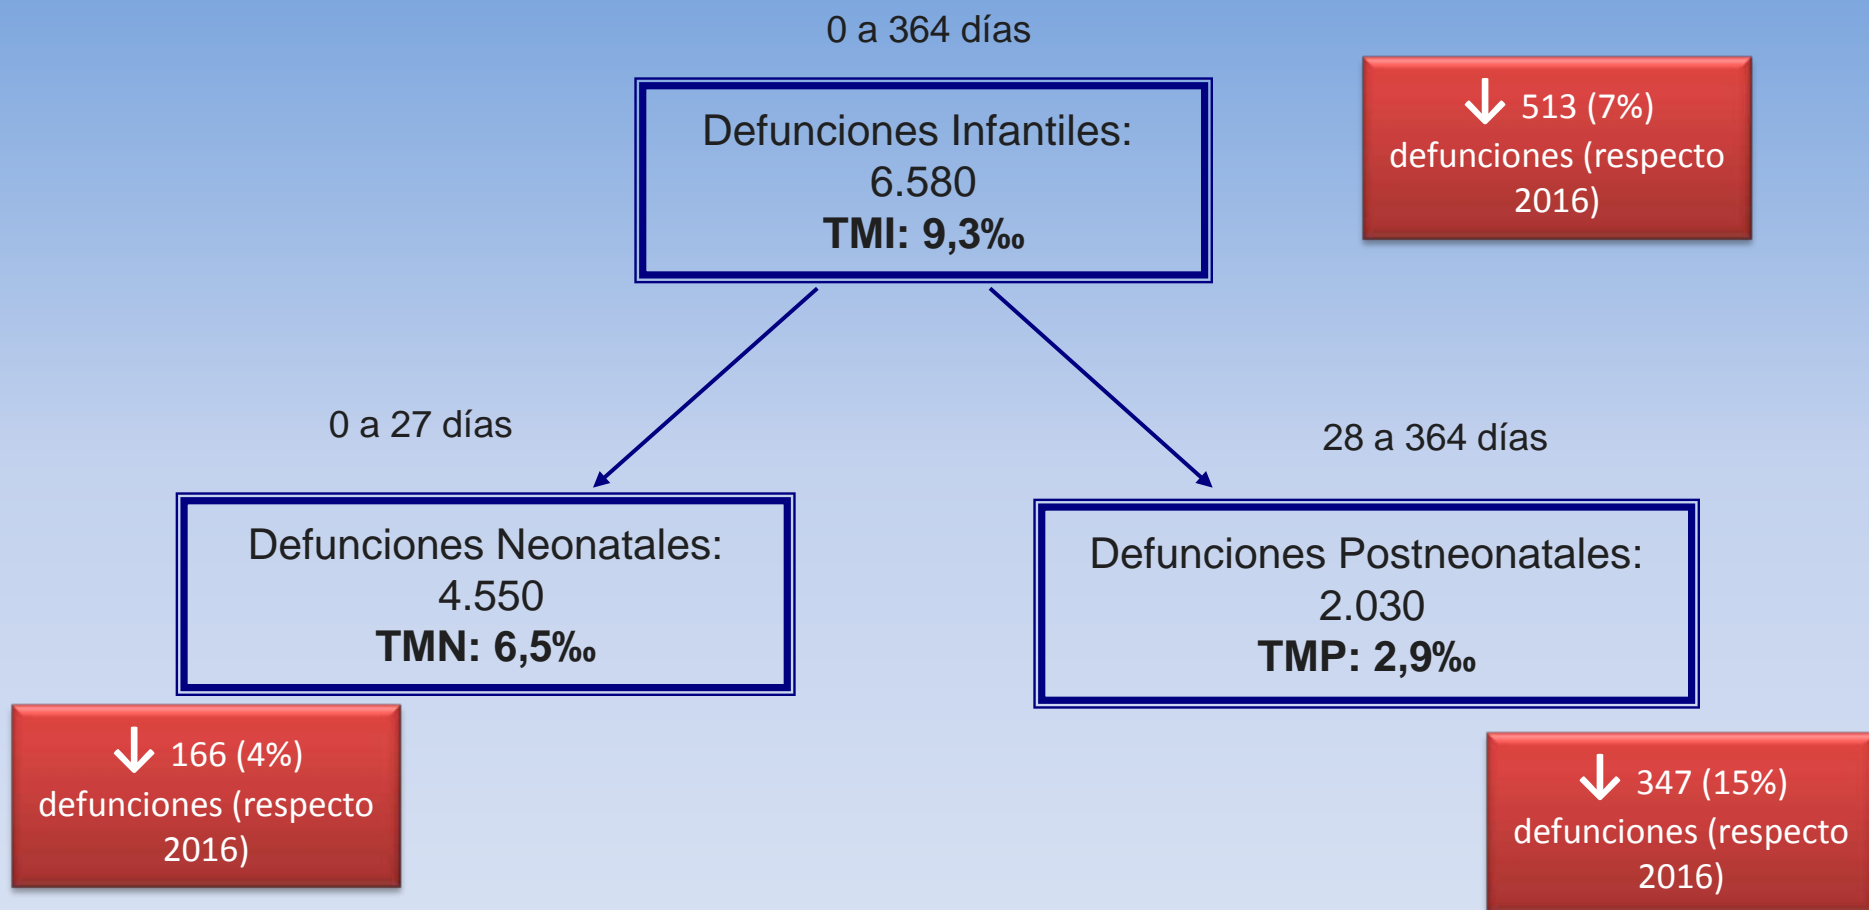 0 a 364 días
Defunciones Infantiles:
6.580
TMI: 9,3‰
↓ 513 (7%)
defunciones (respecto
2016)
0 a 27 días
28 a 364 días
Defunciones Neonatales:
4.550
TMN: 6,5‰
Defunciones Postneonatales:
2.030
TMP: 2,9‰
↓ 166 (4%)
defunciones (respecto
2016)
↓ 347 (15%)
defunciones (respecto
2016)